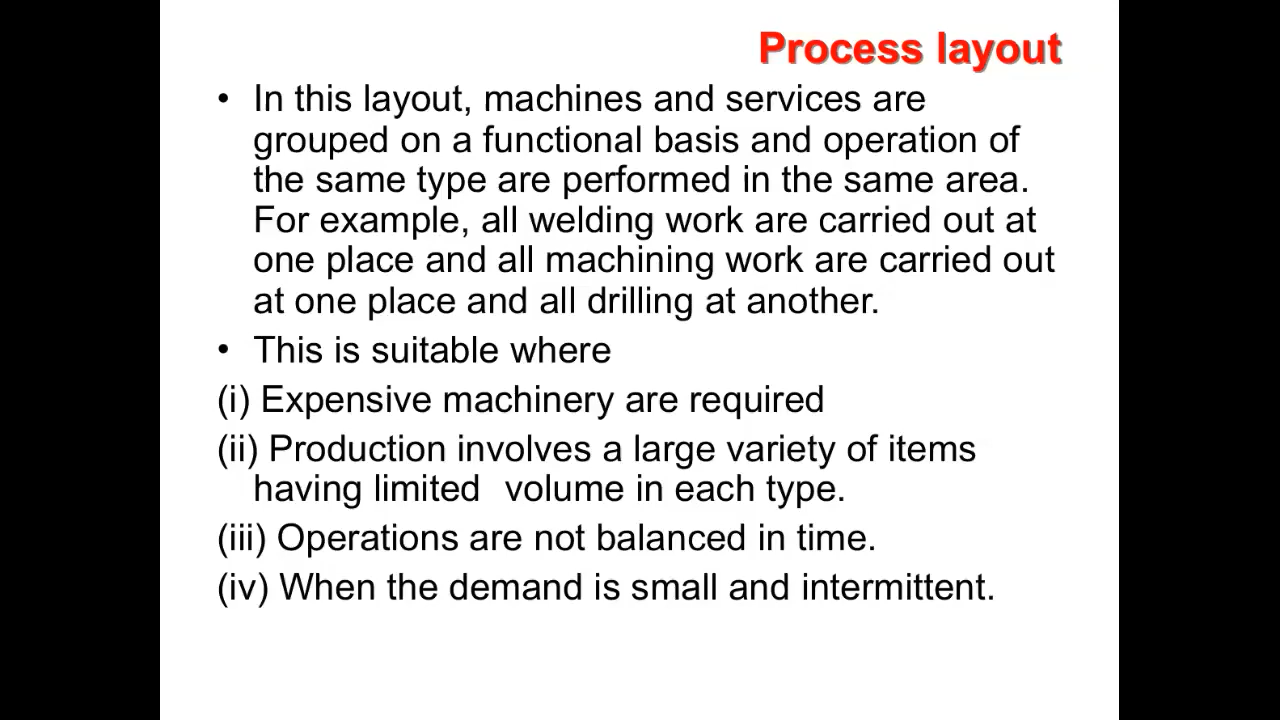 Process layout
• In this layout, machines and services are
grouped on a functional basis and operation of
the same type are performed in the same area.
For example, all welding work are carried out at
one place and all machining work are carried out
at one place and all drilling at another.
• This is suitable where
(i) Expensive machinery are required
(ii) Production involves a large variety of items
having limited volume in each type.
(iii) Operations are not balanced in time.
(iv) When the demand is small and intermittent.